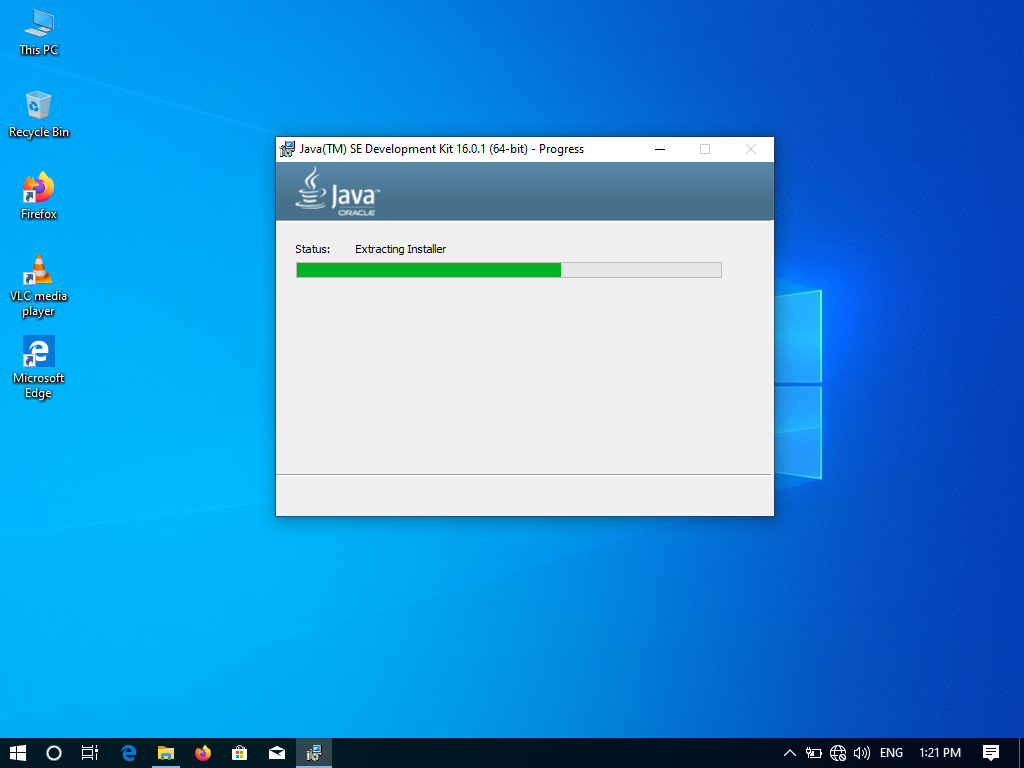 This PC
Recycle Bin
Firefox
VLC media
player
Microsoft
Edge
Java(TM) SE Development Kit 16.0.1 (64-bit) - Progress
Java™
ORACLE
Status: Extracting Installer
ENG 1:21 PM